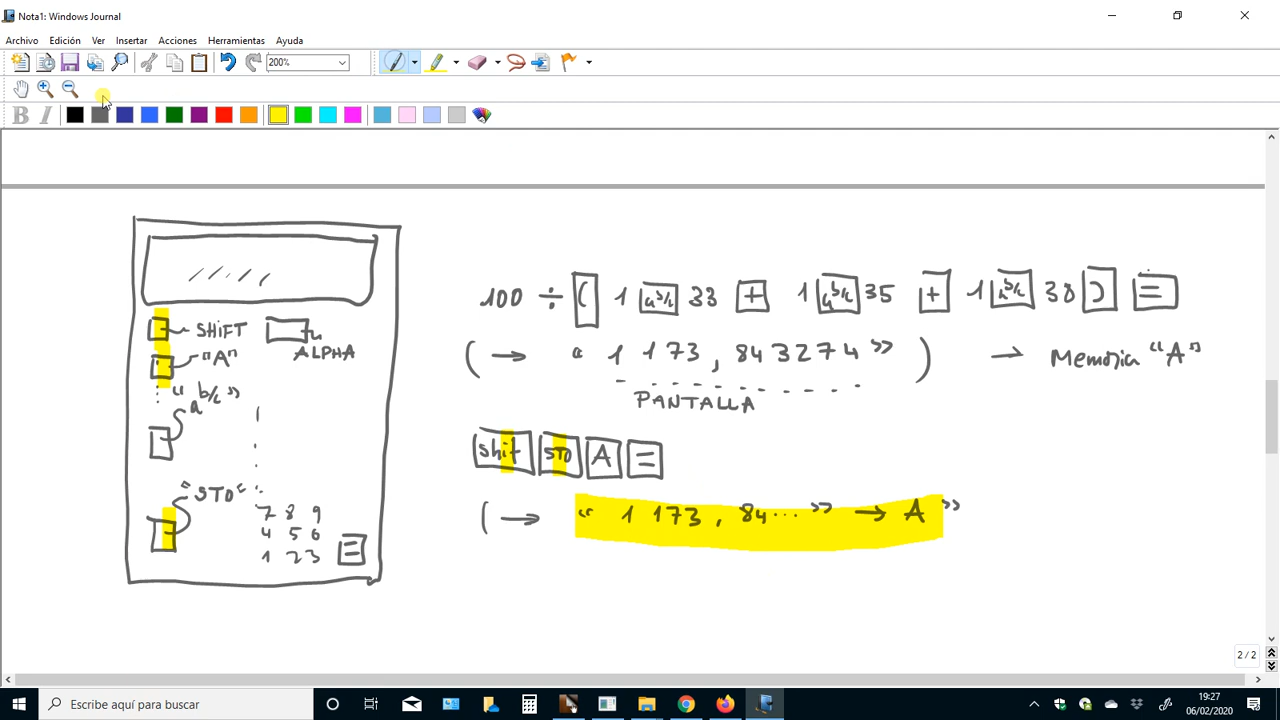 Nota1: Windows Journal
Archivo Edición Ver Insertar Acciones Herramientas Ayuda
200%
B I
100 ÷ ( 1 a b/c 33 + 1 a b/c 35 + 1 a b/c 38 ) =
SHIFT
ALPHA
"A"
( → " 1 173, 843274 " ) → Memoria "A"
PANTALLA
a b/c "
shift STO A =
"STO"
( → " 1 173, 84... " → A "
7 8 9
4 5 6
1 2 3 =
2 / 2
Escribe aquí para buscar
19:27
06/02/2020